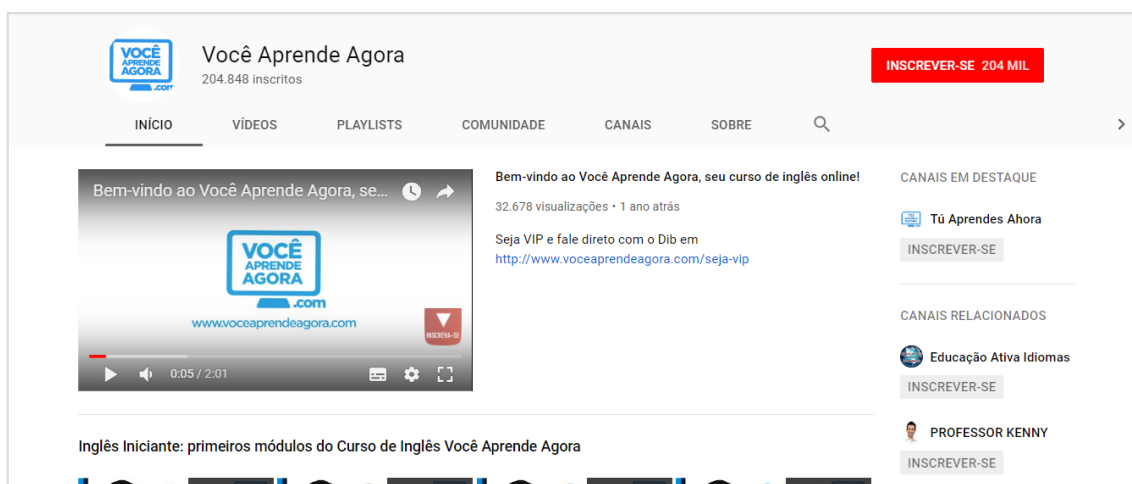 VOCÊ
APRENDE
AGORA
.com
Você Aprende Agora
204.848 inscritos
INSCREVER-SE 204 MIL
INÍCIO VÍDEOS PLAYLISTS COMUNIDADE CANAIS SOBRE
Bem-vindo ao Você Aprende Agora, se...
VOCÊ
APRENDE
AGORA
.com
www.voceaprendeagora.com
INSCREVA-SE
0:05 / 2:01
Bem-vindo ao Você Aprende Agora, seu curso de inglês online!
32.678 visualizações • 1 ano atrás
Seja VIP e fale direto com o Dib em
http://www.voceaprendeagora.com/seja-vip
CANAIS EM DESTAQUE
Tú Aprendes Ahora
INSCREVER-SE
CANAIS RELACIONADOS
Educação Ativa Idiomas
INSCREVER-SE
PROFESSOR KENNY
INSCREVER-SE
Inglês Iniciante: primeiros módulos do Curso de Inglês Você Aprende Agora